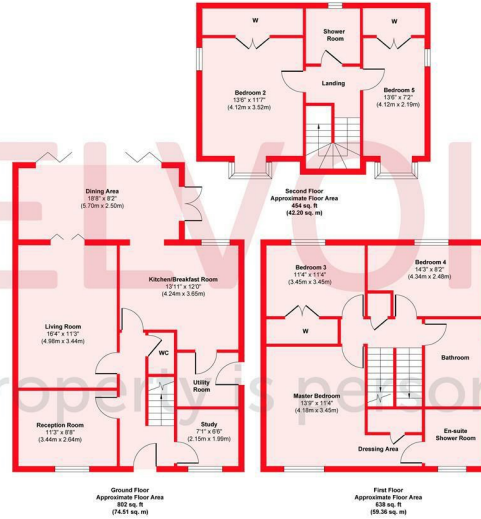 W
Shower
Room
W
Bedroom 2
13'6" x 11'7"
(4.12m x 3.52m)
Landing
Bedroom 5
13'6" x 7'2"
(4.12m x 2.19m)
Second Floor
Approximate Floor Area
454 sq. ft
(42.20 sq. m)
ELVOI
Dining Area
18'8" x 8'2"
(5.70m x 2.50m)
Kitchen/Breakfast Room
13'11" x 12'0"
(4.24m x 3.65m)
Living Room
16'4" x 11'3"
(4.98m x 3.44m)
WC
Utility
Room
Reception Room
11'3" x 8'8"
(3.44m x 2.64m)
Study
7'1" x 6'6"
(2.15m x 1.99m)
Ground Floor
Approximate Floor Area
802 sq. ft
(74.51 sq. m)
Bedroom 3
11'4" x 11'4"
(3.45m x 3.45m)
Bedroom 4
14'3" x 8'2"
(4.34m x 2.48m)
W
Bathroom
Master Bedroom
13'9" x 11'4"
(4.18m x 3.45m)
Dressing Area
En-suite
Shower Room
First Floor
Approximate Floor Area
638 sq. ft
(59.36 sq. m)
property is person